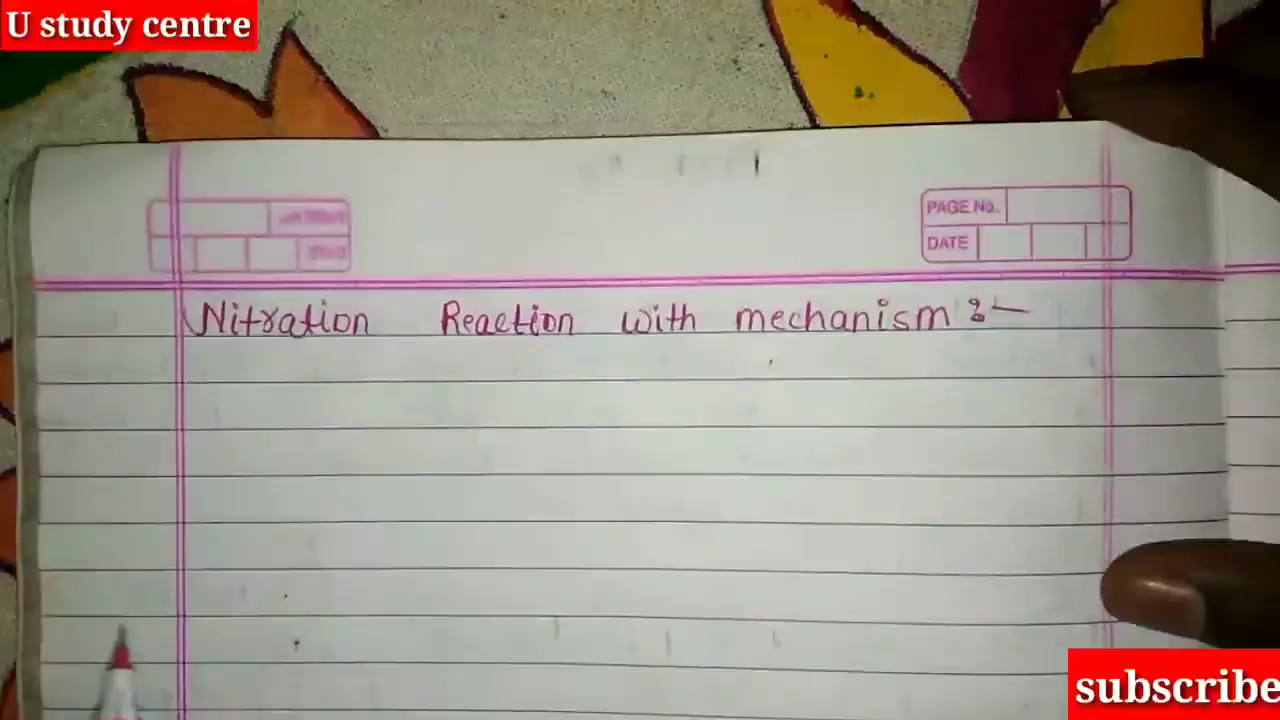 U study centre
PAGE No.
DATE
Nitration Reaction with mechanism :-
subscribe